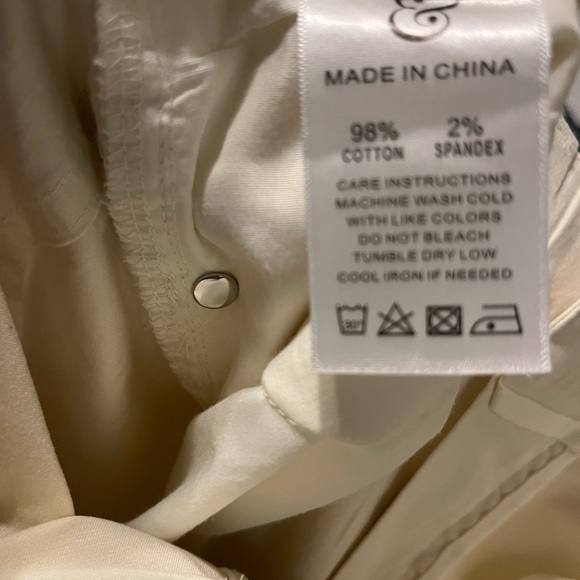 &
MADE IN CHINA
98% 2%
COTTON SPANDEX
CARE INSTRUCTIONS
MACHINE WASH COLD
WITH LIKE COLORS
DO NOT BLEACH
TUMBLE DRY LOW
COOL IRON IF NEEDED